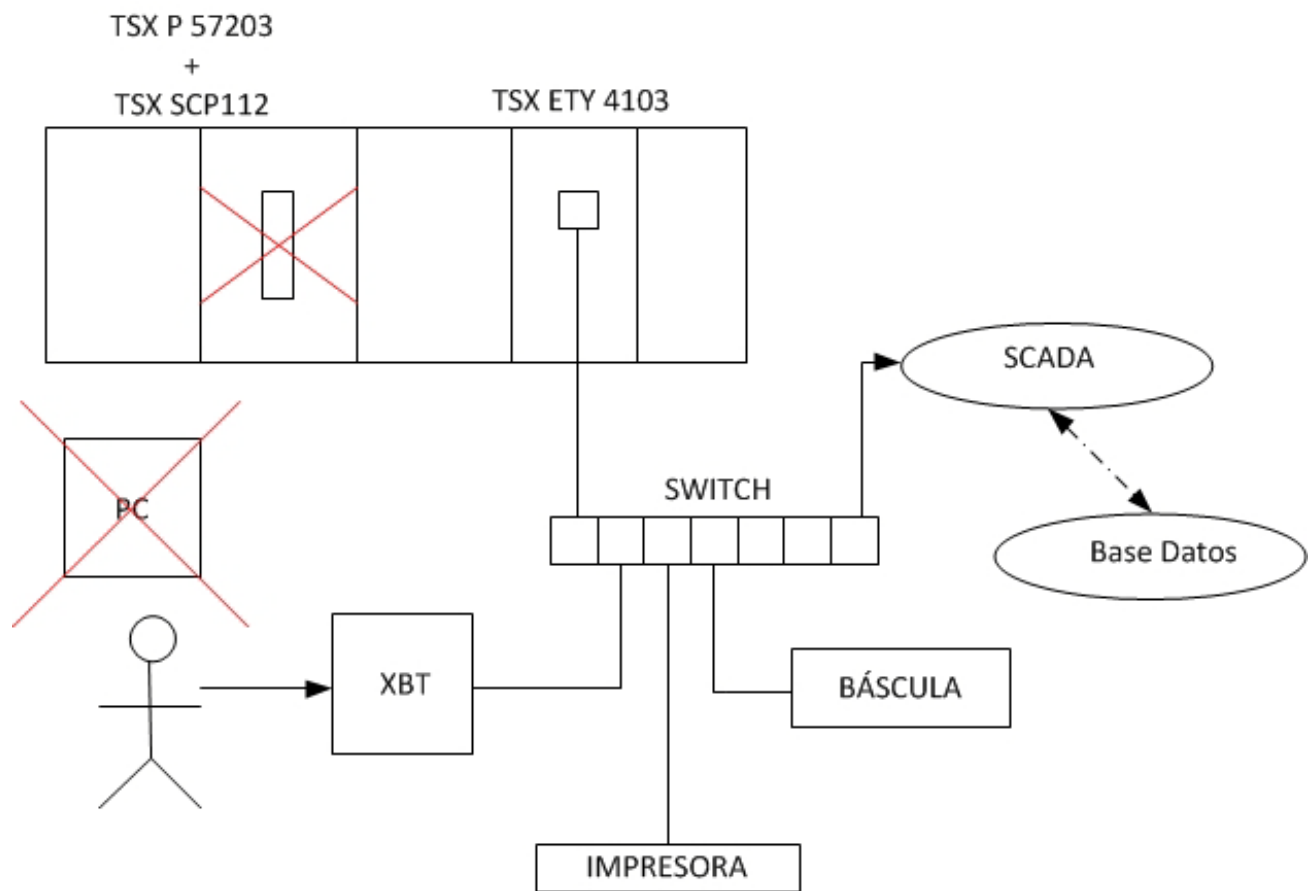 TSX P 57203
+
TSX SCP112
TSX ETY 4103
SCADA
PC
SWITCH
Base Datos
XBT
BÁSCULA
IMPRESORA